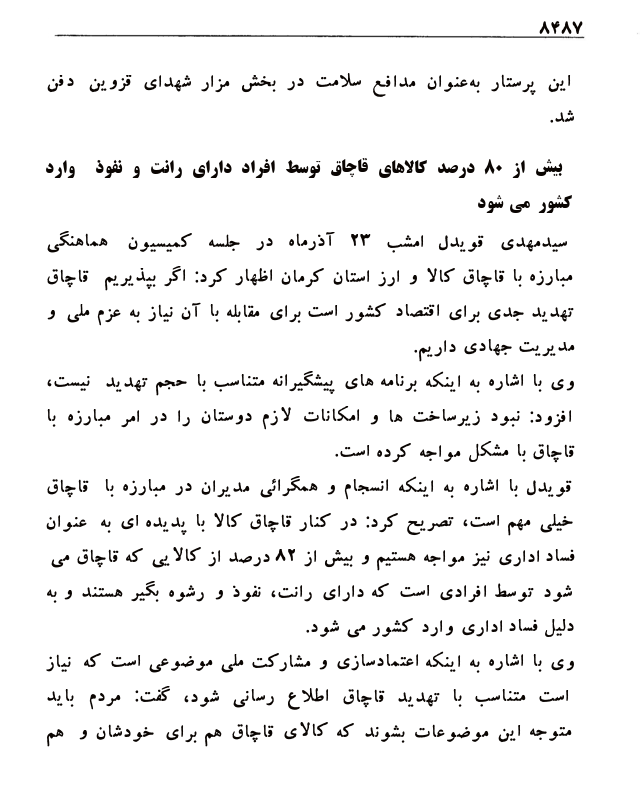 ۸۴۸۷
این پرستار به‌عنوان مدافع سلامت در بخش مزار شهدای قزوین دفن
شد.
بیش از ۸۰ درصد کالاهای قاچاق توسط افراد دارای رانت و نفوذ وارد
کشور می شود
سیدمهدی قویدل امشب ۲۳ آذرماه در جلسه کمیسیون هماهنگی
مبارزه با قاچاق کالا و ارز استان کرمان اظهار کرد: اگر بپذیریم قاچاق
تهدید جدی برای اقتصاد کشور است برای مقابله با آن نیاز به عزم ملی و
مدیریت جهادی داریم.
وی با اشاره به اینکه برنامه های پیشگیرانه متناسب با حجم تهدید نیست،
افزود: نبود زیرساخت ها و امکانات لازم دوستان را در امر مبارزه با
قاچاق با مشکل مواجه کرده است.
قویدل با اشاره به اینکه انسجام و همگرائی مدیران در مبارزه با قاچاق
خیلی مهم است، تصریح کرد: در کنار قاچاق کالا با پدیده ای به عنوان
فساد اداری نیز مواجه هستیم و بیش از ۸۲ درصد از کالایی که قاچاق می
شود توسط افرادی است که دارای رانت، نفوذ و رشوه بگیر هستند و به
دلیل فساد اداری وارد کشور می شود.
وی با اشاره به اینکه اعتمادسازی و مشارکت ملی موضوعی است که نیاز
است متناسب با تهدید قاچاق اطلاع رسانی شود، گفت: مردم باید
متوجه این موضوعات بشوند که کالای قاچاق هم برای خودشان و هم